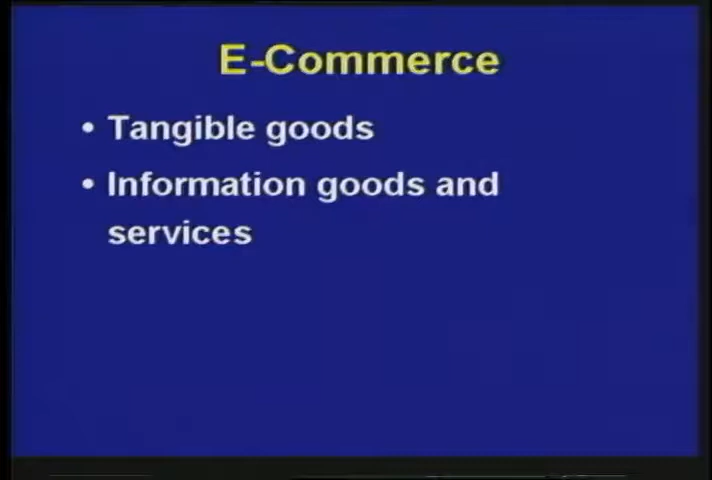 E-Commerce
• Tangible goods
• Information goods and
services